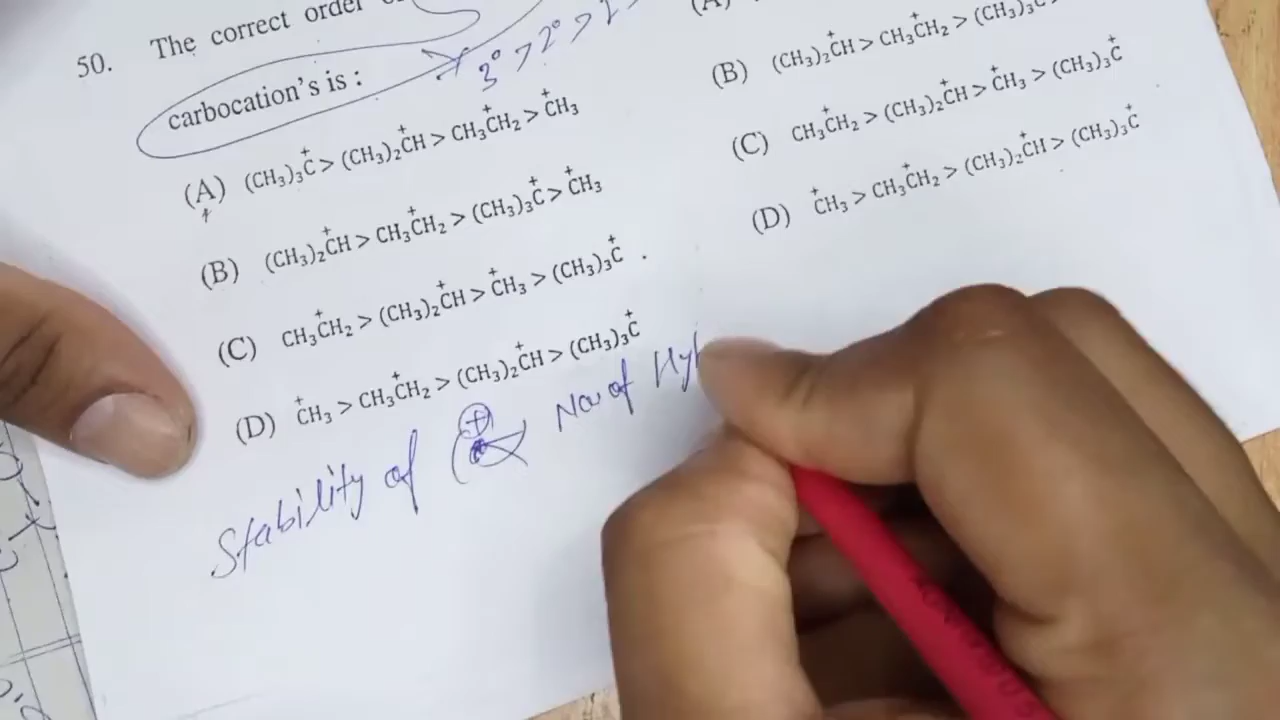 50. The correct order
carbocation's is :
3° > 2° >
(A) (CH₃)₃C⁺ > (CH₃)₂C⁺H > CH₃C⁺H₂ > C⁺H₃
(B) (CH₃)₂C⁺H > CH₃C⁺H₂ > (CH₃)₃C⁺ > C⁺H₃
(C) CH₃C⁺H₂ > (CH₃)₂C⁺H > C⁺H₃ > (CH₃)₃C⁺
(D) C⁺H₃ > CH₃C⁺H₂ > (CH₃)₂C⁺H > (CH₃)₃C⁺
Stability of C⁺ ∝ No. of Hy
(A)
(B) (CH₃)₂C⁺H > CH₃C⁺H₂ > (CH₃)₃C
(C) CH₃C⁺H₂ > (CH₃)₂C⁺H > C⁺H₃ > (CH₃)₃C⁺
(D) C⁺H₃ > CH₃C⁺H₂ > (CH₃)₂C⁺H > (CH₃)₃C⁺